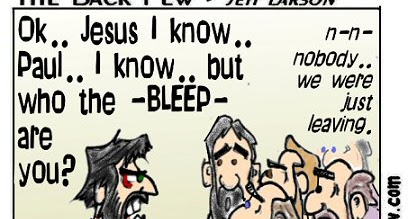 THE BACK PEW - JEFF LARSON
Ok.. Jesus I know..
Paul.. I know.. but
who the -BLEEP-
are
you?
n-n-
nobody..
we were
just
leaving.
w.com